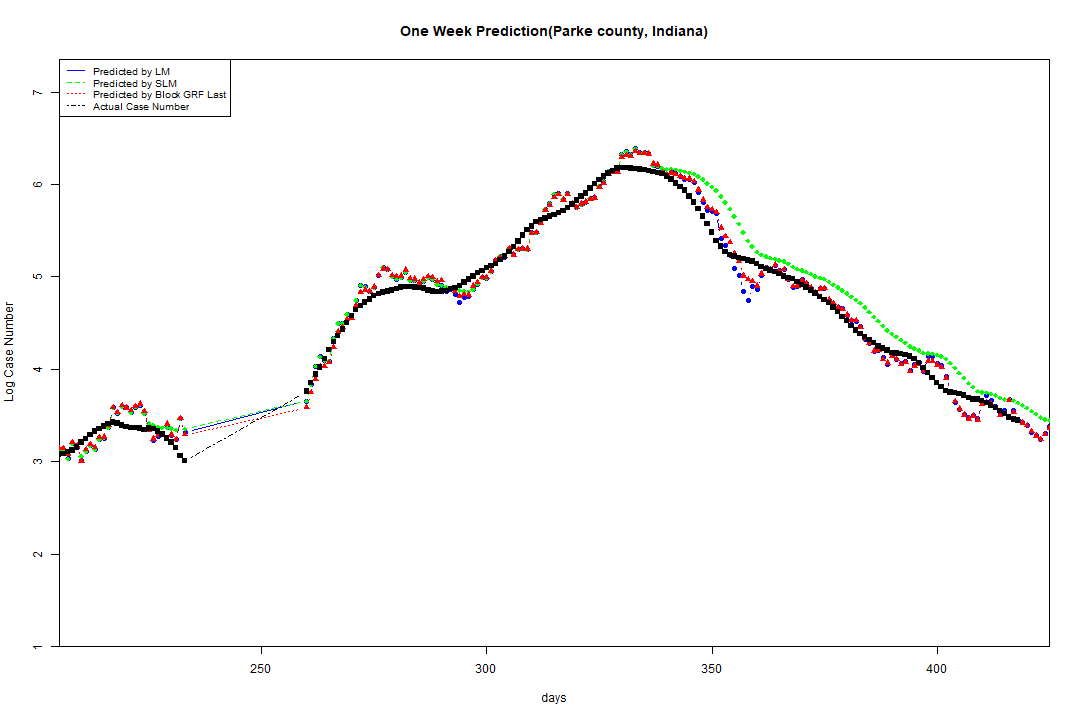 One Week Prediction(Parke county, Indiana)
Predicted by LM
Predicted by SLM
Predicted by Block GRF Last
Actual Case Number
7
6
5
4
3
2
1
Log Case Number
250
300
350
400
days